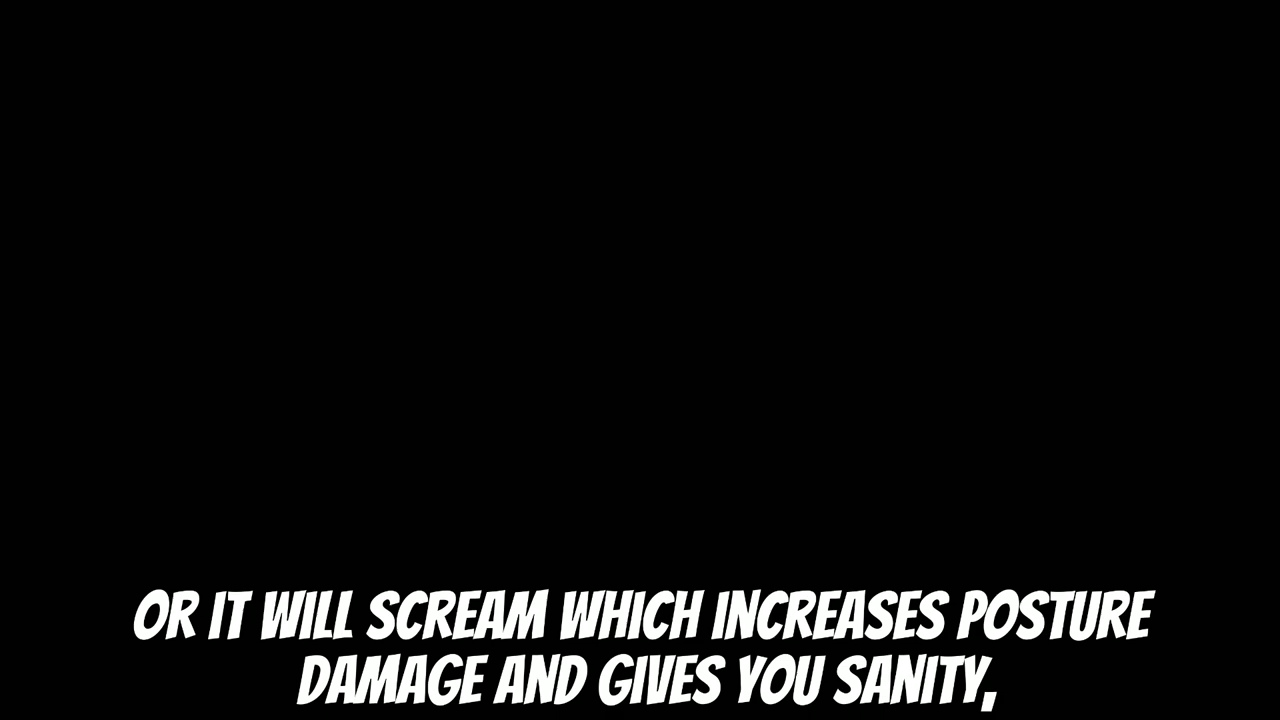 OR IT WILL SCREAM WHICH INCREASES POSTURE
DAMAGE AND GIVES YOU SANITY,